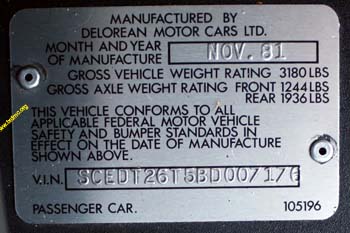 MANUFACTURED BY
DELOREAN MOTOR CARS LTD.
MONTH AND YEAR
OF MANUFACTURE NOV. 81
GROSS VEHICLE WEIGHT RATING 3180 LBS
GROSS AXLE WEIGHT RATING FRONT 1244 LBS
REAR 1936 LBS
THIS VEHICLE CONFORMS TO ALL
APPLICABLE FEDERAL MOTOR VEHICLE
SAFETY AND BUMPER STANDARDS IN
EFFECT ON THE DATE OF MANUFACTURE
SHOWN ABOVE.
V.I.N. SCEDT26T5BD007176
PASSENGER CAR. 105196